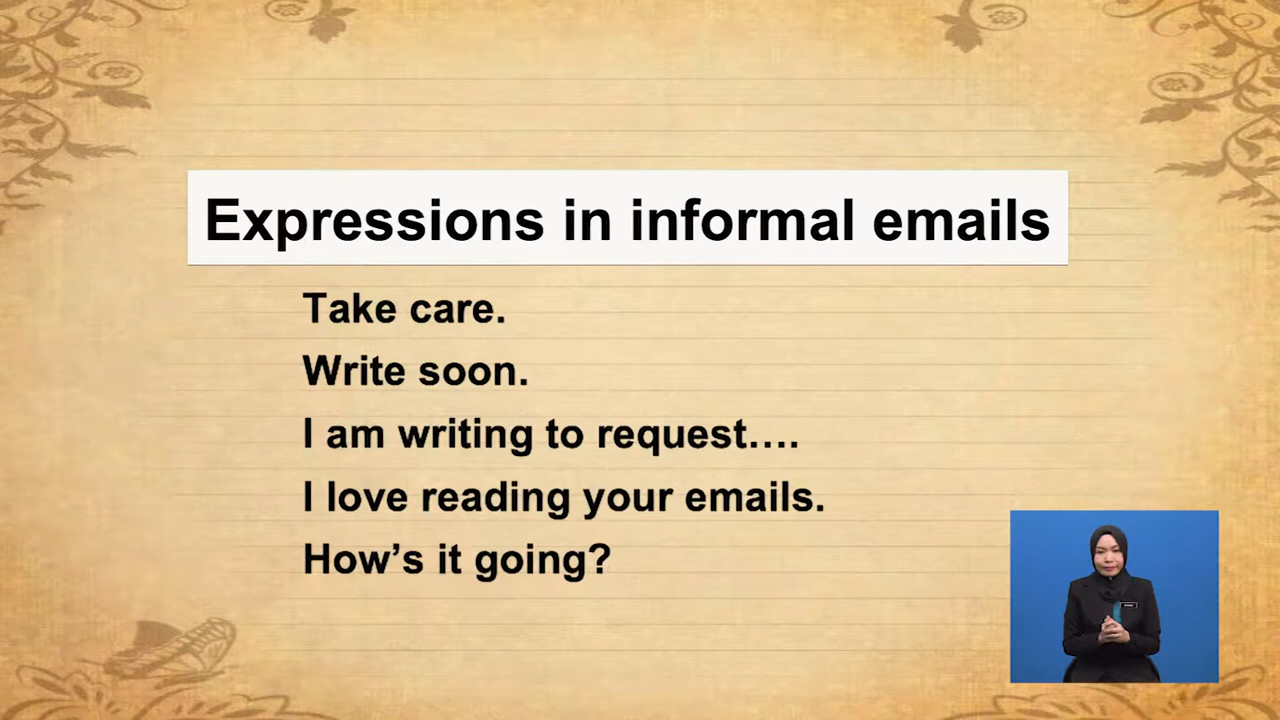 Expressions in informal emails
Take care.
Write soon.
I am writing to request….
I love reading your emails.
How’s it going?